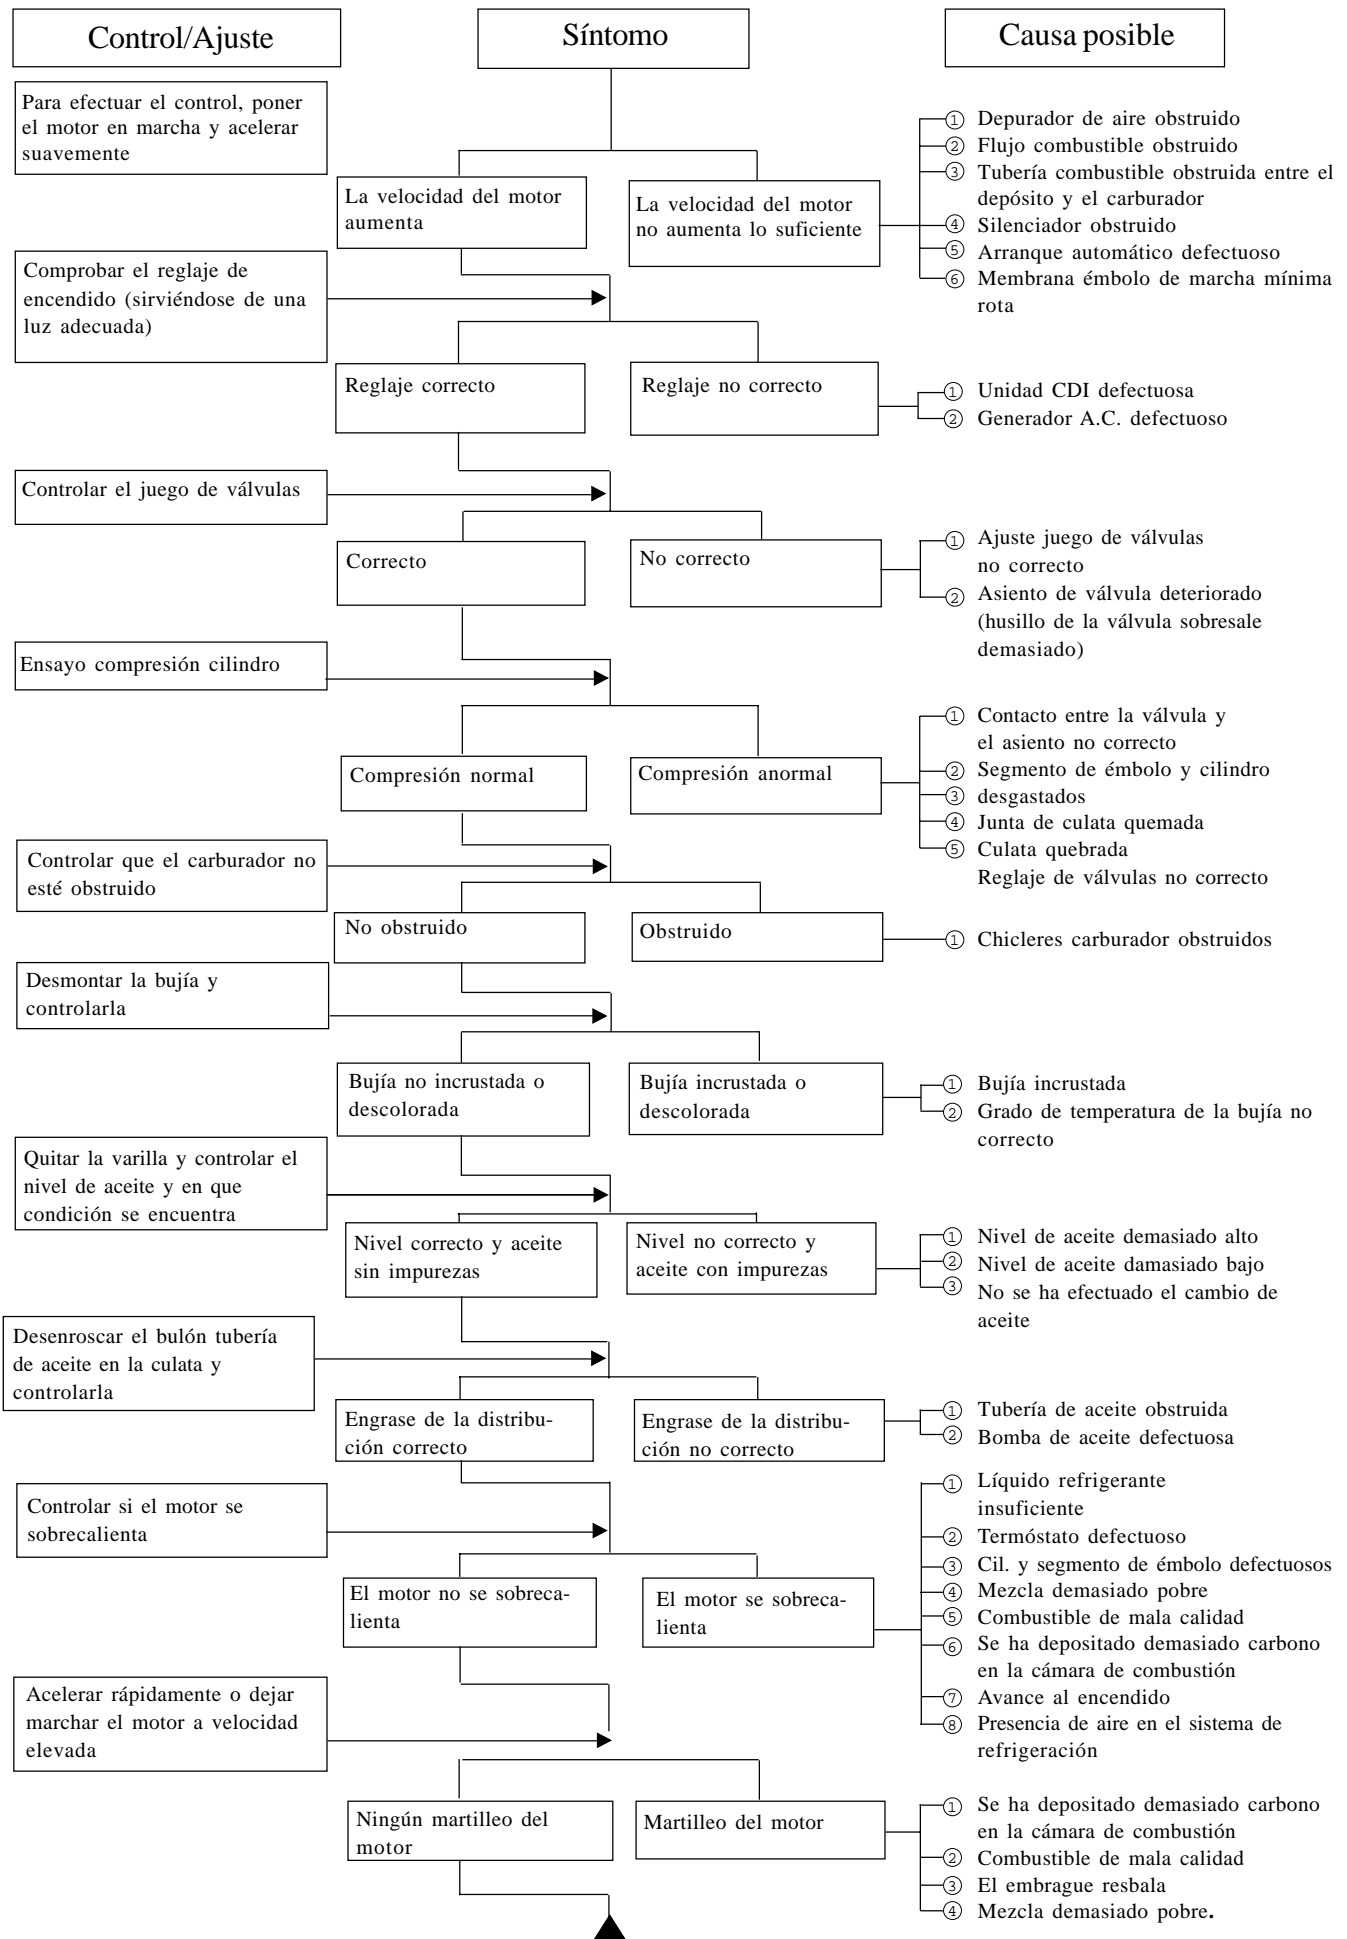 Control/Ajuste
Síntomo
Causa posible
Para efectuar el control, poner
el motor en marcha y acelerar
suavemente
La velocidad del motor
aumenta
La velocidad del motor
no aumenta lo suficiente
1 Depurador de aire obstruido
2 Flujo combustible obstruido
3 Tubería combustible obstruida entre el
depósito y el carburador
4 Silenciador obstruido
5 Arranque automático defectuoso
6 Membrana émbolo de marcha mínima
rota
Comprobar el reglaje de
encendido (sirviéndose de una
luz adecuada)
Reglaje correcto
Reglaje no correcto
1 Unidad CDI defectuosa
2 Generador A.C. defectuoso
Controlar el juego de válvulas
Correcto
No correcto
1 Ajuste juego de válvulas
no correcto
2 Asiento de válvula deteriorado
(husillo de la válvula sobresale
demasiado)
Ensayo compresión cilindro
Compresión normal
Compresión anormal
1 Contacto entre la válvula y
el asiento no correcto
2 Segmento de émbolo y cilindro
3 desgastados
4 Junta de culata quemada
5 Culata quebrada
Reglaje de válvulas no correcto
Controlar que el carburador no
esté obstruido
No obstruido
Obstruido
1 Chicleres carburador obstruidos
Desmontar la bujía y
controlarla
Bujía no incrustada o
descolorada
Bujía incrustada o
descolorada
1 Bujía incrustada
2 Grado de temperatura de la bujía no
correcto
Quitar la varilla y controlar el
nivel de aceite y en que
condición se encuentra
Nivel correcto y aceite
sin impurezas
Nivel no correcto y
aceite con impurezas
1 Nivel de aceite demasiado alto
2 Nivel de aceite damasiado bajo
3 No se ha efectuado el cambio de
aceite
Desenroscar el bulón tubería
de aceite en la culata y
controlarla
Engrase de la distribu-
ción correcto
Engrase de la distribu-
ción no correcto
1 Tubería de aceite obstruida
2 Bomba de aceite defectuosa
Controlar si el motor se
sobrecalienta
El motor no se sobreca-
lienta
El motor se sobreca-
lienta
1 Líquido refrigerante
insuficiente
2 Termóstato defectuoso
3 Cil. y segmento de émbolo defectuosos
4 Mezcla demasiado pobre
5 Combustible de mala calidad
6 Se ha depositado demasiado carbono
en la cámara de combustión
7 Avance al encendido
8 Presencia de aire en el sistema de
refrigeración
Acelerar rápidamente o dejar
marchar el motor a velocidad
elevada
Ningún martilleo del
motor
Martilleo del motor
1 Se ha depositado demasiado carbono
en la cámara de combustión
2 Combustible de mala calidad
3 El embrague resbala
4 Mezcla demasiado pobre.